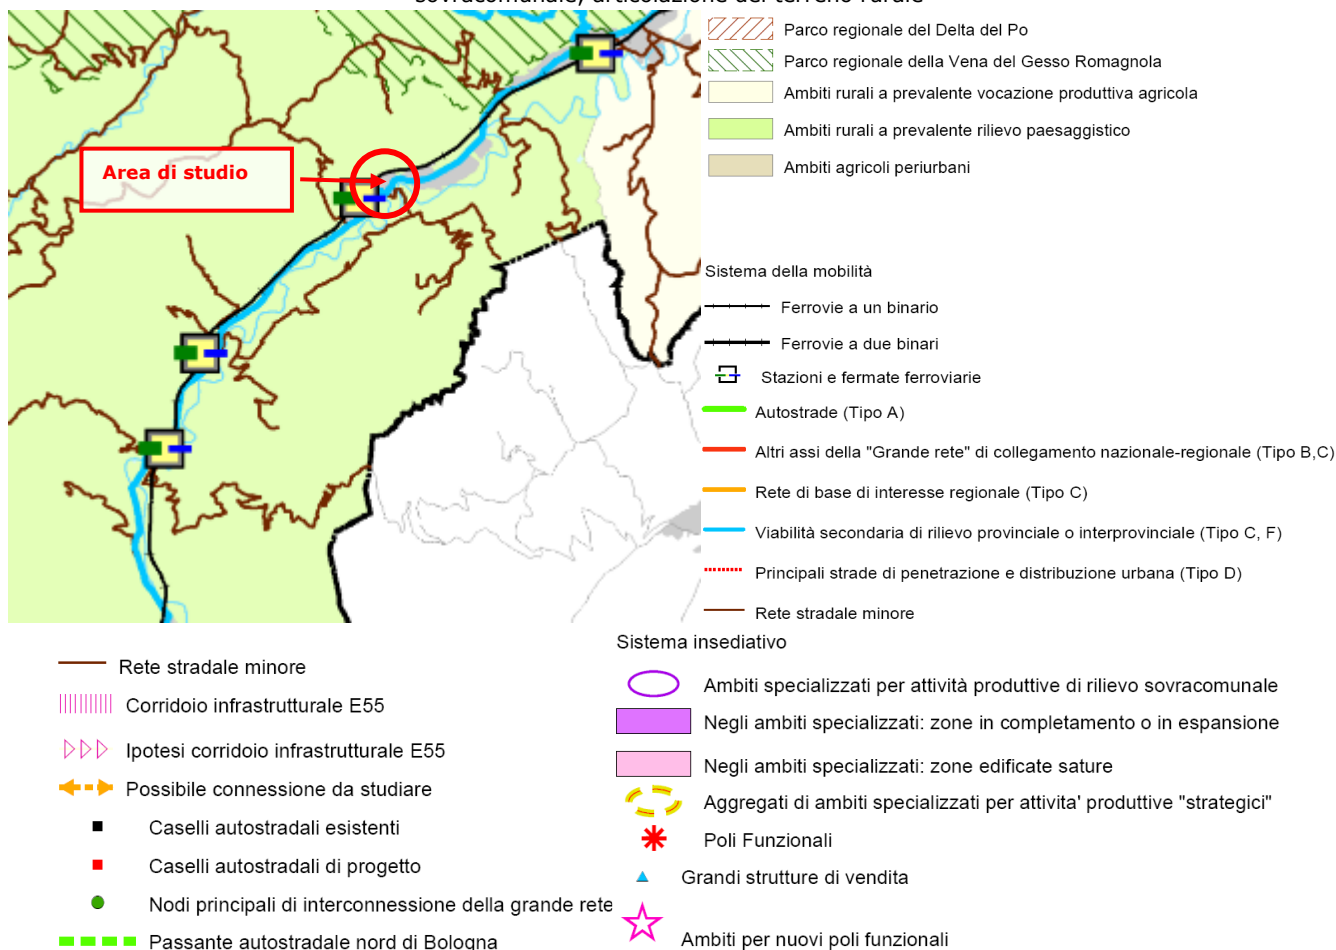 sovracomunale, articolazione del terreno rurale
Area di studio
Parco regionale del Delta del Po
Parco regionale della Vena del Gesso Romagnola
Ambiti rurali a prevalente vocazione produttiva agricola
Ambiti rurali a prevalente rilievo paesaggistico
Ambiti agricoli periurbani
Sistema della mobilità
Ferrovie a un binario
Ferrovie a due binari
Stazioni e fermate ferroviarie
Autostrade (Tipo A)
Altri assi della "Grande rete" di collegamento nazionale-regionale (Tipo B,C)
Rete di base di interesse regionale (Tipo C)
Viabilità secondaria di rilievo provinciale o interprovinciale (Tipo C, F)
Principali strade di penetrazione e distribuzione urbana (Tipo D)
Rete stradale minore
Rete stradale minore
Corridoio infrastrutturale E55
Ipotesi corridoio infrastrutturale E55
Possibile connessione da studiare
Caselli autostradali esistenti
Caselli autostradali di progetto
Nodi principali di interconnessione della grande rete
Passante autostradale nord di Bologna
Sistema insediativo
Ambiti specializzati per attività produttive di rilievo sovracomunale
Negli ambiti specializzati: zone in completamento o in espansione
Negli ambiti specializzati: zone edificate sature
Aggregati di ambiti specializzati per attivita' produttive "strategici"
Poli Funzionali
Grandi strutture di vendita
Ambiti per nuovi poli funzionali